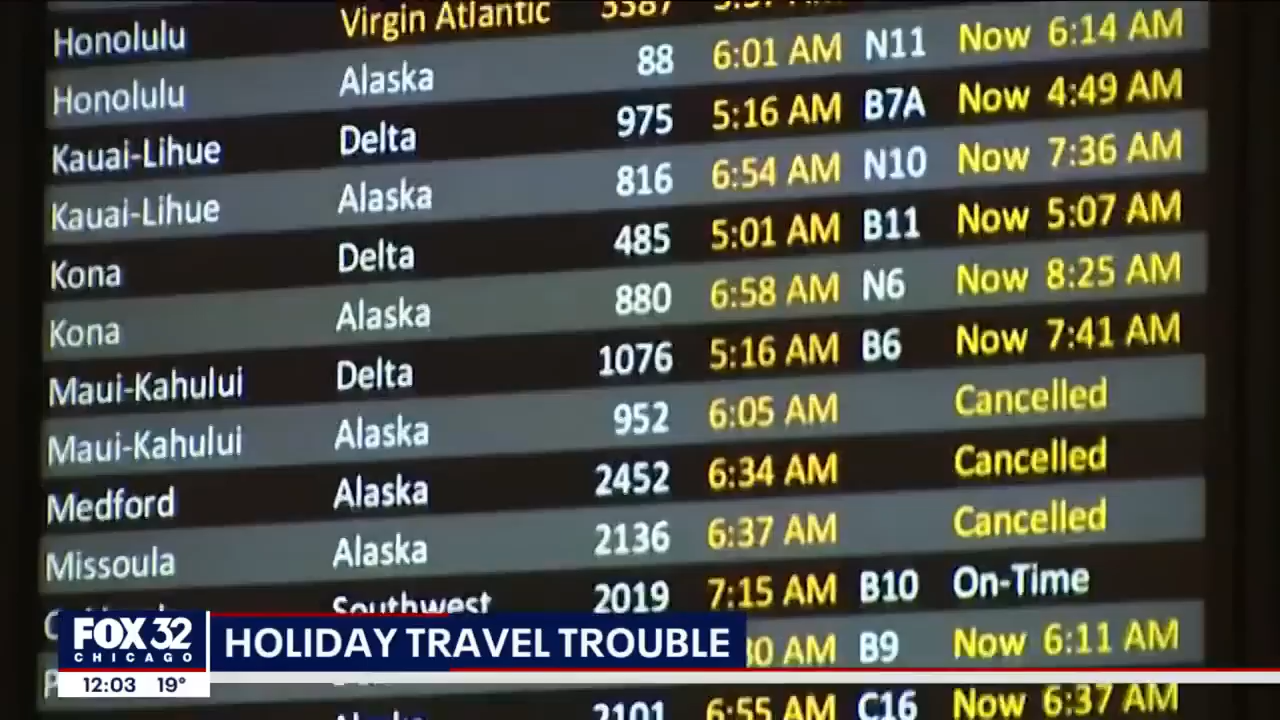 Honolulu Virgin Atlantic 3387
Honolulu Alaska 88 6:01 AM N11 Now 6:14 AM
Kauai-Lihue Delta 975 5:16 AM B7A Now 4:49 AM
Kauai-Lihue Alaska 816 6:54 AM N10 Now 7:36 AM
Kona Delta 485 5:01 AM B11 Now 5:07 AM
Kona Alaska 880 6:58 AM N6 Now 8:25 AM
Maui-Kahului Delta 1076 5:16 AM B6 Now 7:41 AM
Maui-Kahului Alaska 952 6:05 AM Cancelled
Medford Alaska 2452 6:34 AM Cancelled
Missoula Alaska 2136 6:37 AM Cancelled
Southwest 2019 7:15 AM B10 On-Time
AM B9 Now 6:11 AM
Alaska 2101 6:55 AM C16 Now 6:37 AM
FOX 32
CHICAGO
HOLIDAY TRAVEL TROUBLE
12:03 19°